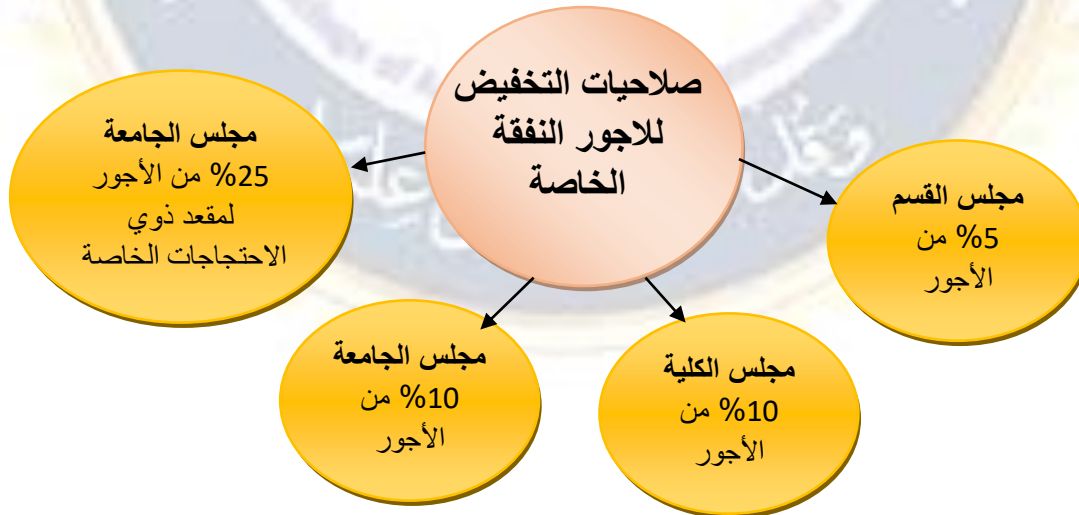 صلاحيات التخفيض
للاجور النفقة
الخاصة
مجلس القسم
5% من
الأجور
مجلس الكلية
10% من
الأجور
مجلس الجامعة
10% من
الأجور
مجلس الجامعة
25% من الأجور
لمقعد ذوي
الاحتجاجات الخاصة